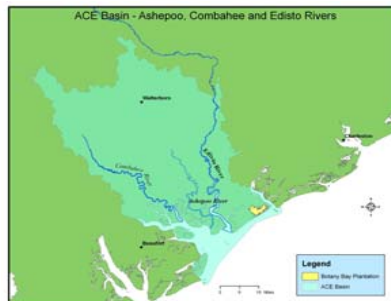 ACE Basin - Ashepoo, Combahee and Edisto Rivers
Walterboro
Charleston
Edisto River
Combahee River
Ashepoo River
Beaufort
Legend
Botany Bay Plantation
ACE Basin